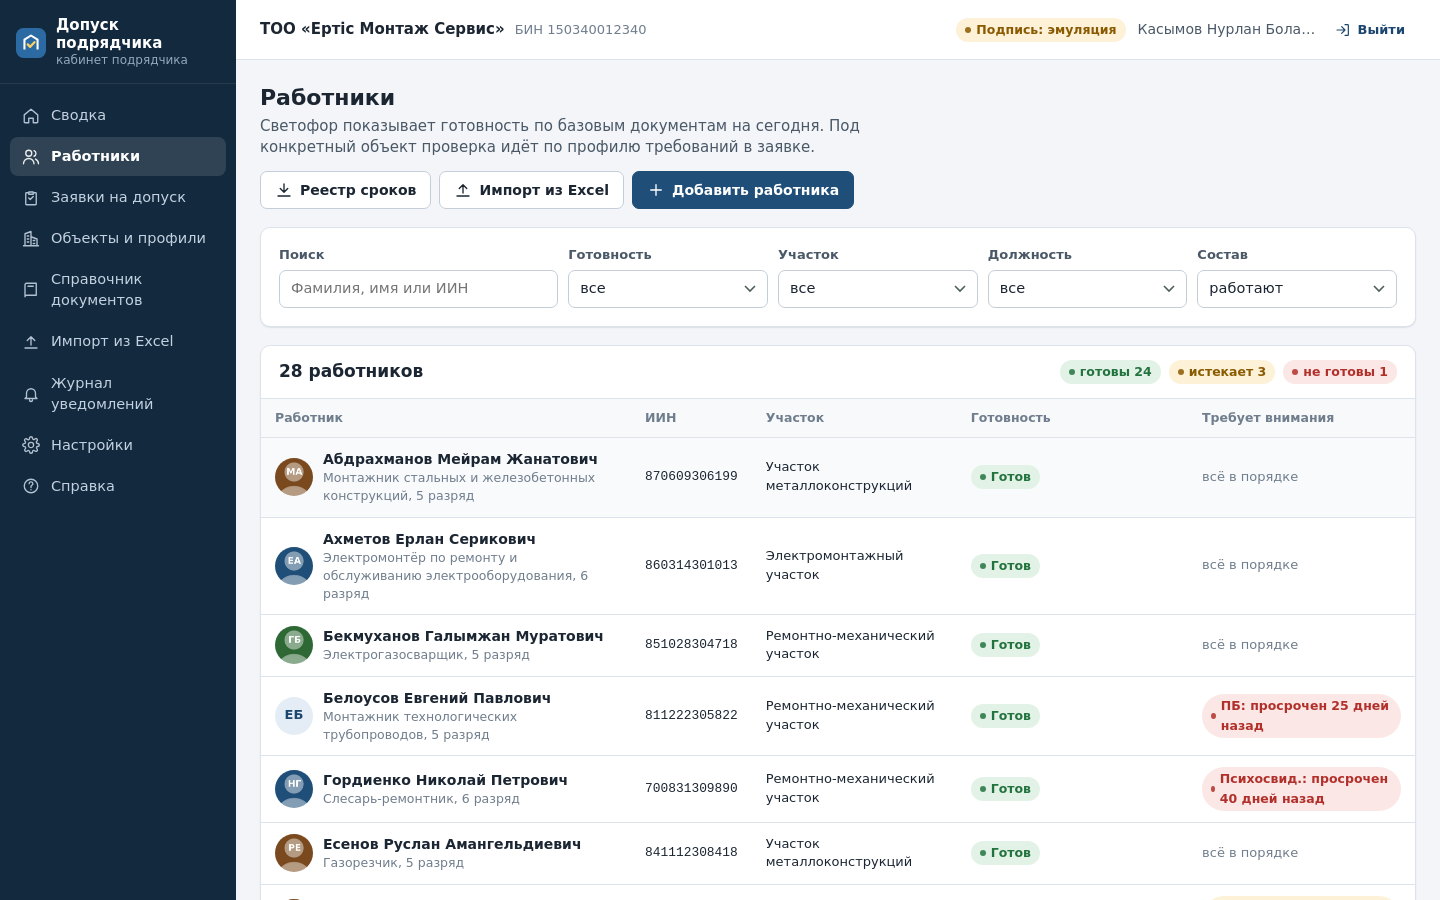 Допуск
подрядчика
кабинет подрядчика
Сводка
Работники
Заявки на допуск
Объекты и профили
Справочник
документов
Импорт из Excel
Журнал
уведомлений
Настройки
Справка
ТОО «Ертіс Монтаж Сервис» БИН 150340012340
Подпись: эмуляция
Касымов Нурлан Бола…
Выйти
Работники
Светофор показывает готовность по базовым документам на сегодня. Под
конкретный объект проверка идёт по профилю требований в заявке.
Реестр сроков
Импорт из Excel
Добавить работника
Поиск Готовность Участок Должность Состав
Фамилия, имя или ИИН все все все работают
28 работников
готовы 24 истекает 3 не готовы 1
Работник ИИН Участок Готовность Требует внимания
МА
Абдрахманов Мейрам Жанатович
Монтажник стальных и железобетонных
конструкций, 5 разряд
870609306199
Участок
металлоконструкций
Готов
всё в порядке
ЕА
Ахметов Ерлан Серикович
Электромонтёр по ремонту и
обслуживанию электрооборудования, 6
разряд
860314301013
Электромонтажный
участок
Готов
всё в порядке
ГБ
Бекмуханов Галымжан Муратович
Электрогазосварщик, 5 разряд
851028304718
Ремонтно-механический
участок
Готов
всё в порядке
ЕБ
Белоусов Евгений Павлович
Монтажник технологических
трубопроводов, 5 разряд
811222305822
Ремонтно-механический
участок
Готов
ПБ: просрочен 25 дней
назад
НГ
Гордиенко Николай Петрович
Слесарь-ремонтник, 6 разряд
700831309890
Ремонтно-механический
участок
Готов
Психосвид.: просрочен
40 дней назад
РЕ
Есенов Руслан Амангельдиевич
Газорезчик, 5 разряд
841112308418
Участок
металлоконструкций
Готов
всё в порядке